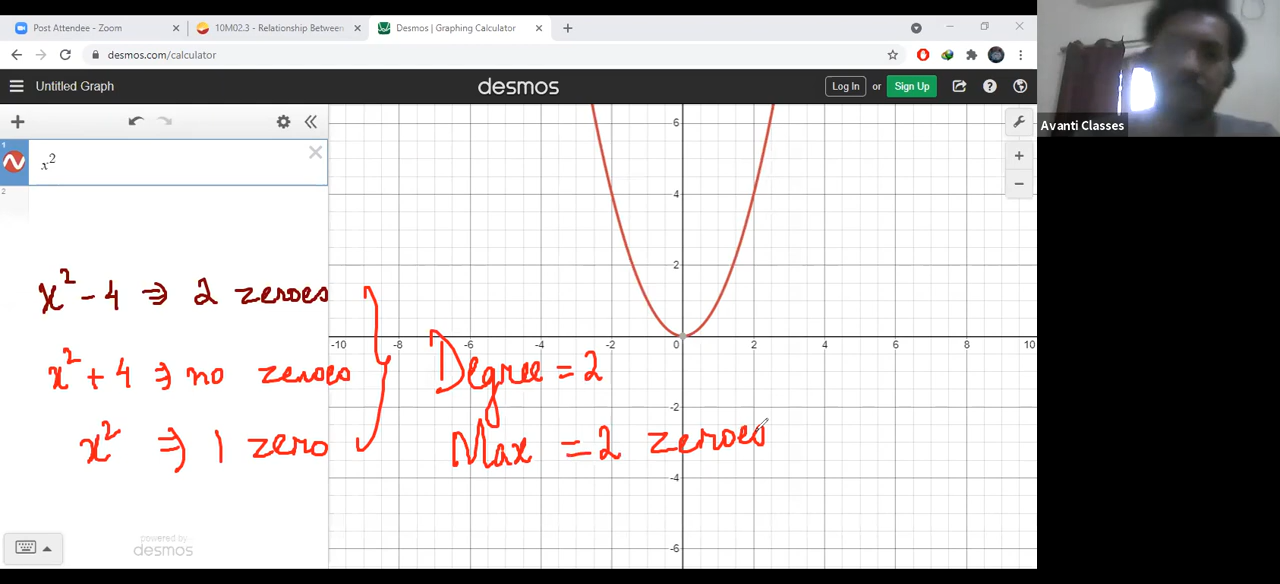 Post Attendee - Zoom
10M02.3 - Relationship Between
Desmos | Graphing Calculator
desmos.com/calculator
Untitled Graph
desmos
Log In or Sign Up
Avanti Classes
1
x²
2
6
4
2
-10 -8 -6 -4 -2 0 2 4 6 8 10
-2
-4
-6
x² - 4 ⇒ 2 zeroes
x² + 4 ⇒ no zeroes
x² ⇒ 1 zero
Degree = 2
Max = 2 zeroes
powered by
desmos